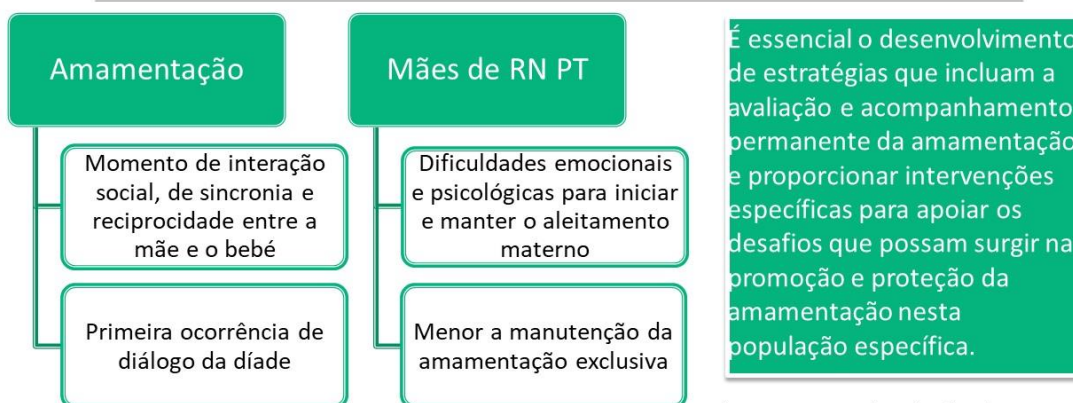 Amamentação
Momento de interação
social, de sincronia e
reciprocidade entre a
mãe e o bebé
Primeira ocorrência de
diálogo da díade
Mães de RN PT
Dificuldades emocionais
e psicológicas para iniciar
e manter o aleitamento
materno
Menor a manutenção da
amamentação exclusiva
É essencial o desenvolvimento
de estratégias que incluam a
avaliação e acompanhamento
permanente da amamentação
e proporcionar intervenções
específicas para apoiar os
desafios que possam surgir na
promoção e proteção da
amamentação nesta
população específica.